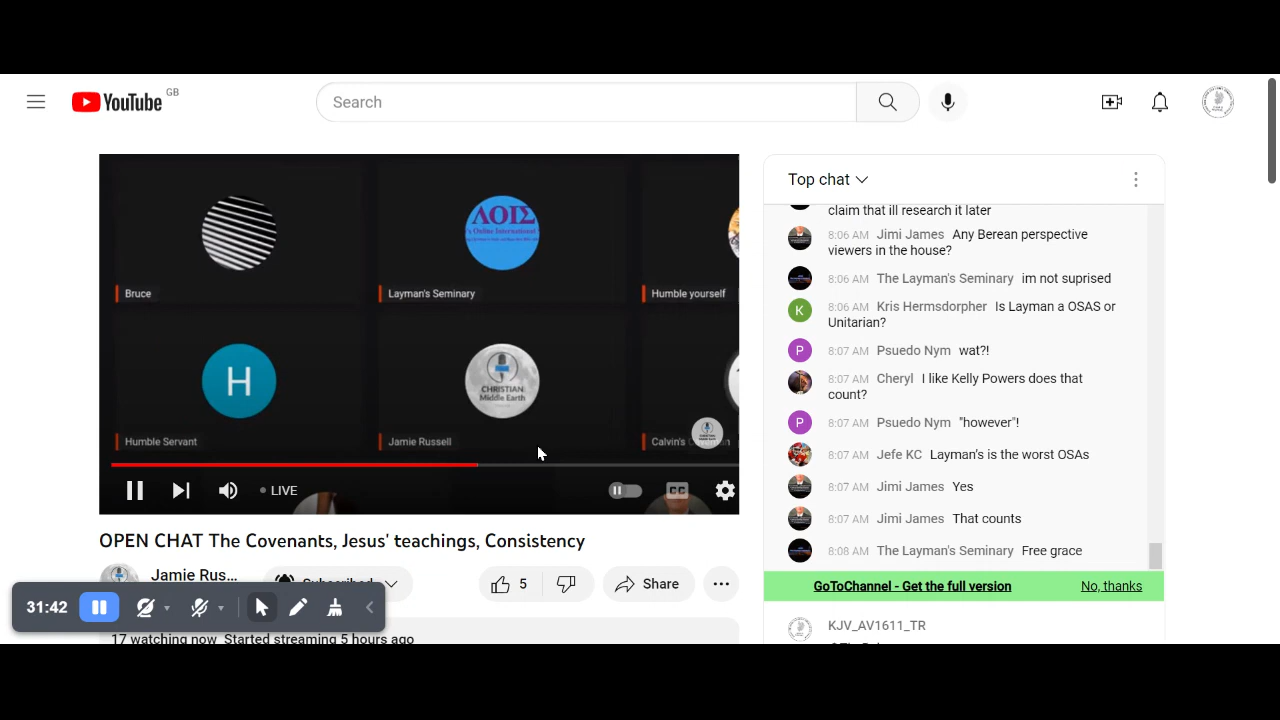 YouTube GB
Search
ΛΟΙΣ
's Online International
Bruce
Layman's Seminary
Humble yourself
H
CHRISTIAN
Middle Earth
Humble Servant
Jamie Russell
Calvin's
LIVE
CC
OPEN CHAT The Covenants, Jesus' teachings, Consistency
Jamie Rus...
Subscribed
5
Share
31:42
17 watching now Started streaming 5 hours ago
Top chat
claim that ill research it later
8:06 AM Jimi James Any Berean perspective
viewers in the house?
8:06 AM The Layman's Seminary im not suprised
K
8:06 AM Kris Hermsdorpher Is Layman a OSAS or
Unitarian?
P
8:07 AM Psuedo Nym wat?!
8:07 AM Cheryl I like Kelly Powers does that
count?
P
8:07 AM Psuedo Nym "however"!
8:07 AM Jefe KC Layman's is the worst OSAs
8:07 AM Jimi James Yes
8:07 AM Jimi James That counts
8:08 AM The Layman's Seminary Free grace
GoToChannel - Get the full version No, thanks
KJV_AV1611_TR